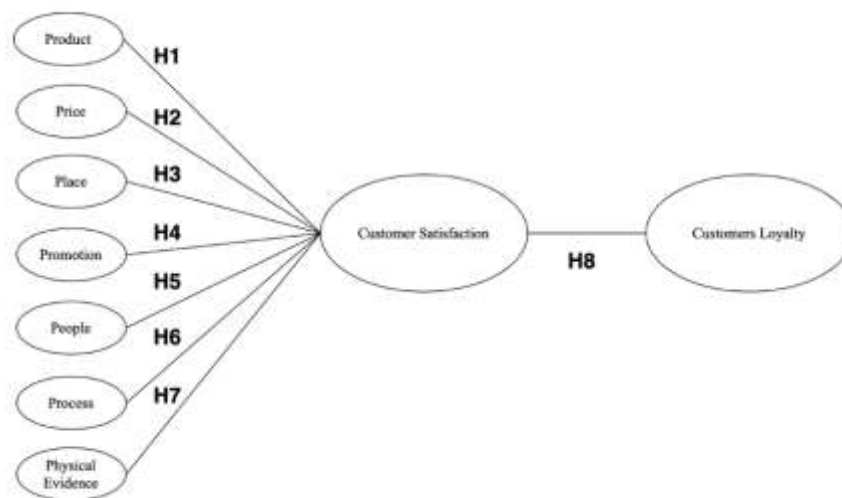 Product
H1
Price
H2
Place
H3
Promotion
H4
People
H5
Process
H6
Physical
Evidence
H7
Customer Satisfaction
H8
Customers Loyalty